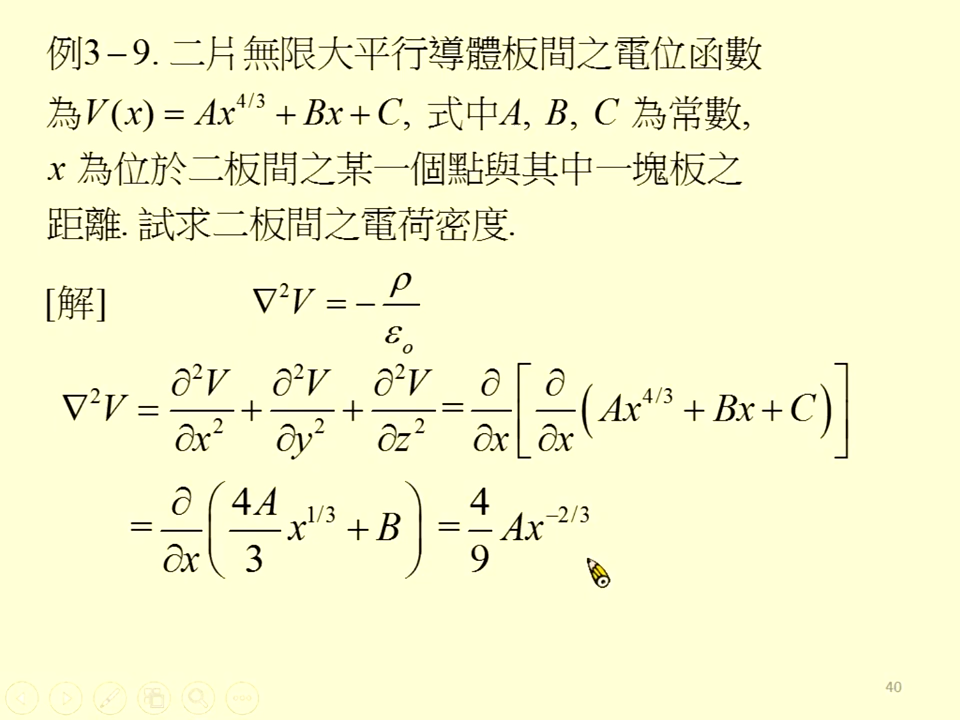 例3－9. 二片無限大平行導體板間之電位函數
為V(x) = Ax^{4/3} + Bx + C, 式中A, B, C 為常數,
x 為位於二板間之某一個點與其中一塊板之
距離. 試求二板間之電荷密度.
[解] ∇²V = −ρ/ε_o
∇²V = ∂²V/∂x² + ∂²V/∂y² + ∂²V/∂z² = ∂/∂x [∂/∂x (Ax^{4/3} + Bx + C)]
= ∂/∂x (4A/3 x^{1/3} + B) = 4/9 Ax^{−2/3}
40